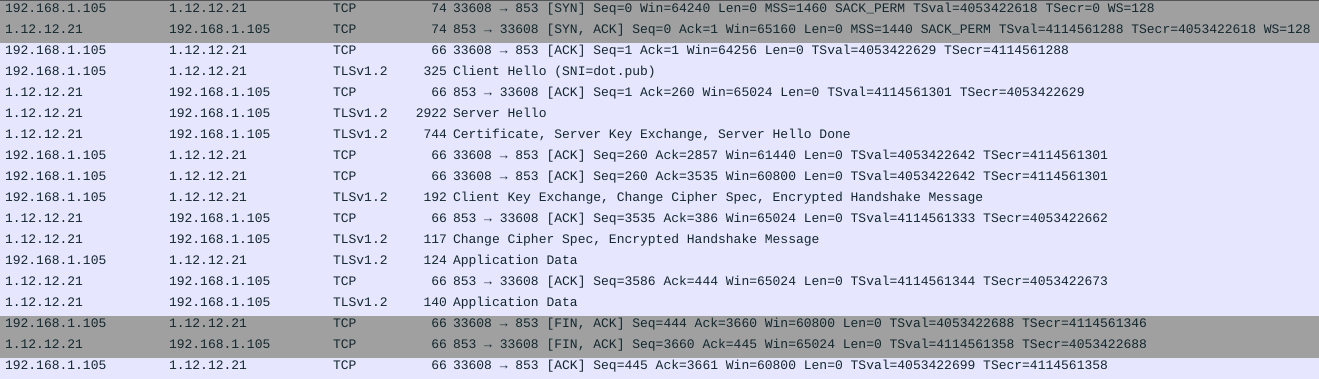 192.168.1.105 1.12.12.21 TCP 74 33608 → 853 [SYN] Seq=0 Win=64240 Len=0 MSS=1460 SACK_PERM TSval=4053422618 TSecr=0 WS=128
1.12.12.21 192.168.1.105 TCP 74 853 → 33608 [SYN, ACK] Seq=0 Ack=1 Win=65160 Len=0 MSS=1440 SACK_PERM TSval=4114561288 TSecr=4053422618 WS=128
192.168.1.105 1.12.12.21 TCP 66 33608 → 853 [ACK] Seq=1 Ack=1 Win=64256 Len=0 TSval=4053422629 TSecr=4114561288
192.168.1.105 1.12.12.21 TLSv1.2 325 Client Hello (SNI=dot.pub)
1.12.12.21 192.168.1.105 TCP 66 853 → 33608 [ACK] Seq=1 Ack=260 Win=65024 Len=0 TSval=4114561301 TSecr=4053422629
1.12.12.21 192.168.1.105 TLSv1.2 2922 Server Hello
1.12.12.21 192.168.1.105 TLSv1.2 744 Certificate, Server Key Exchange, Server Hello Done
192.168.1.105 1.12.12.21 TCP 66 33608 → 853 [ACK] Seq=260 Ack=2857 Win=61440 Len=0 TSval=4053422642 TSecr=4114561301
192.168.1.105 1.12.12.21 TCP 66 33608 → 853 [ACK] Seq=260 Ack=3535 Win=60800 Len=0 TSval=4053422642 TSecr=4114561301
192.168.1.105 1.12.12.21 TLSv1.2 192 Client Key Exchange, Change Cipher Spec, Encrypted Handshake Message
1.12.12.21 192.168.1.105 TCP 66 853 → 33608 [ACK] Seq=3535 Ack=386 Win=65024 Len=0 TSval=4114561333 TSecr=4053422662
1.12.12.21 192.168.1.105 TLSv1.2 117 Change Cipher Spec, Encrypted Handshake Message
192.168.1.105 1.12.12.21 TLSv1.2 124 Application Data
1.12.12.21 192.168.1.105 TCP 66 853 → 33608 [ACK] Seq=3586 Ack=444 Win=65024 Len=0 TSval=4114561344 TSecr=4053422673
1.12.12.21 192.168.1.105 TLSv1.2 140 Application Data
192.168.1.105 1.12.12.21 TCP 66 33608 → 853 [FIN, ACK] Seq=444 Ack=3660 Win=60800 Len=0 TSval=4053422688 TSecr=4114561346
1.12.12.21 192.168.1.105 TCP 66 853 → 33608 [FIN, ACK] Seq=3660 Ack=445 Win=65024 Len=0 TSval=4114561358 TSecr=4053422688
192.168.1.105 1.12.12.21 TCP 66 33608 → 853 [ACK] Seq=445 Ack=3661 Win=60800 Len=0 TSval=4053422699 TSecr=4114561358